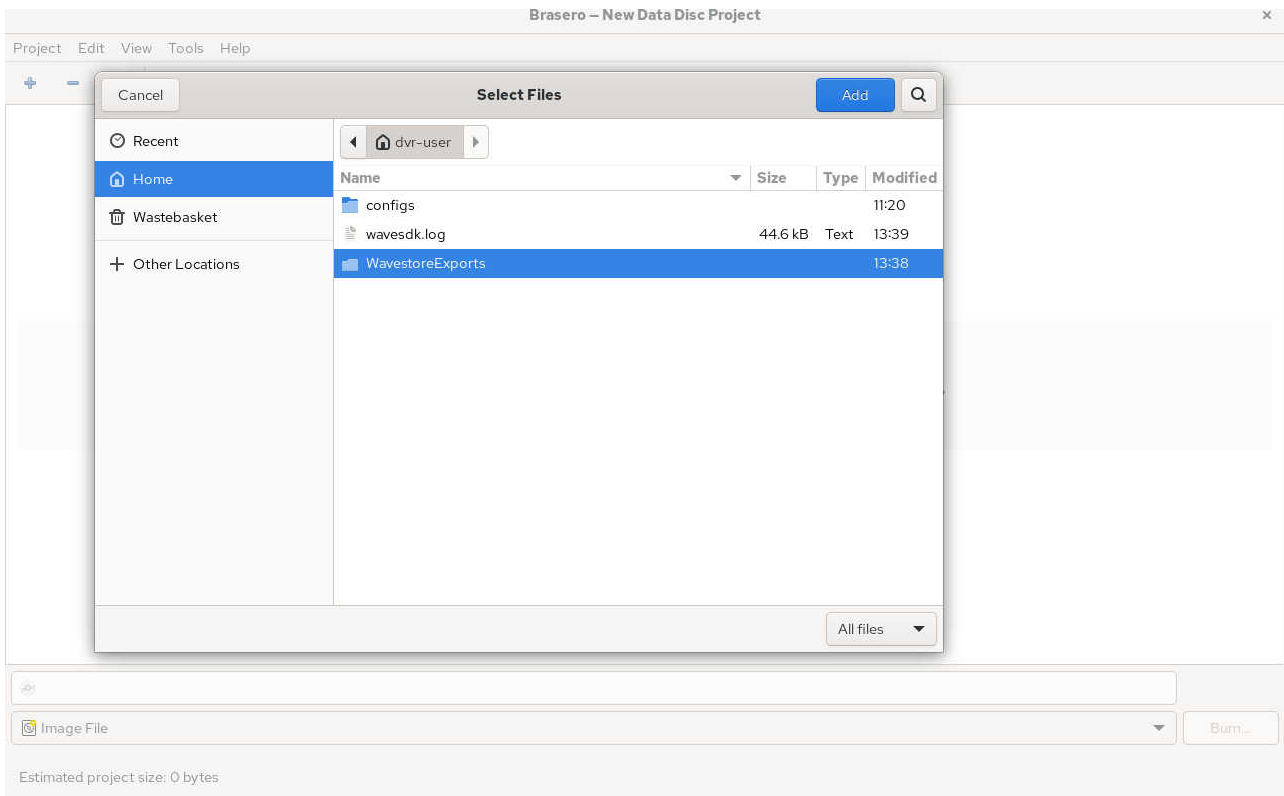 Brasero — New Data Disc Project
Project Edit View Tools Help
Cancel Select Files Add
Recent
Home
Wastebasket
Other Locations
dvr-user
Name Size Type Modified
configs 11:20
wavesdk.log 44.6 kB Text 13:39
WavestoreExports 13:38
All files
Image File Burn...
Estimated project size: 0 bytes